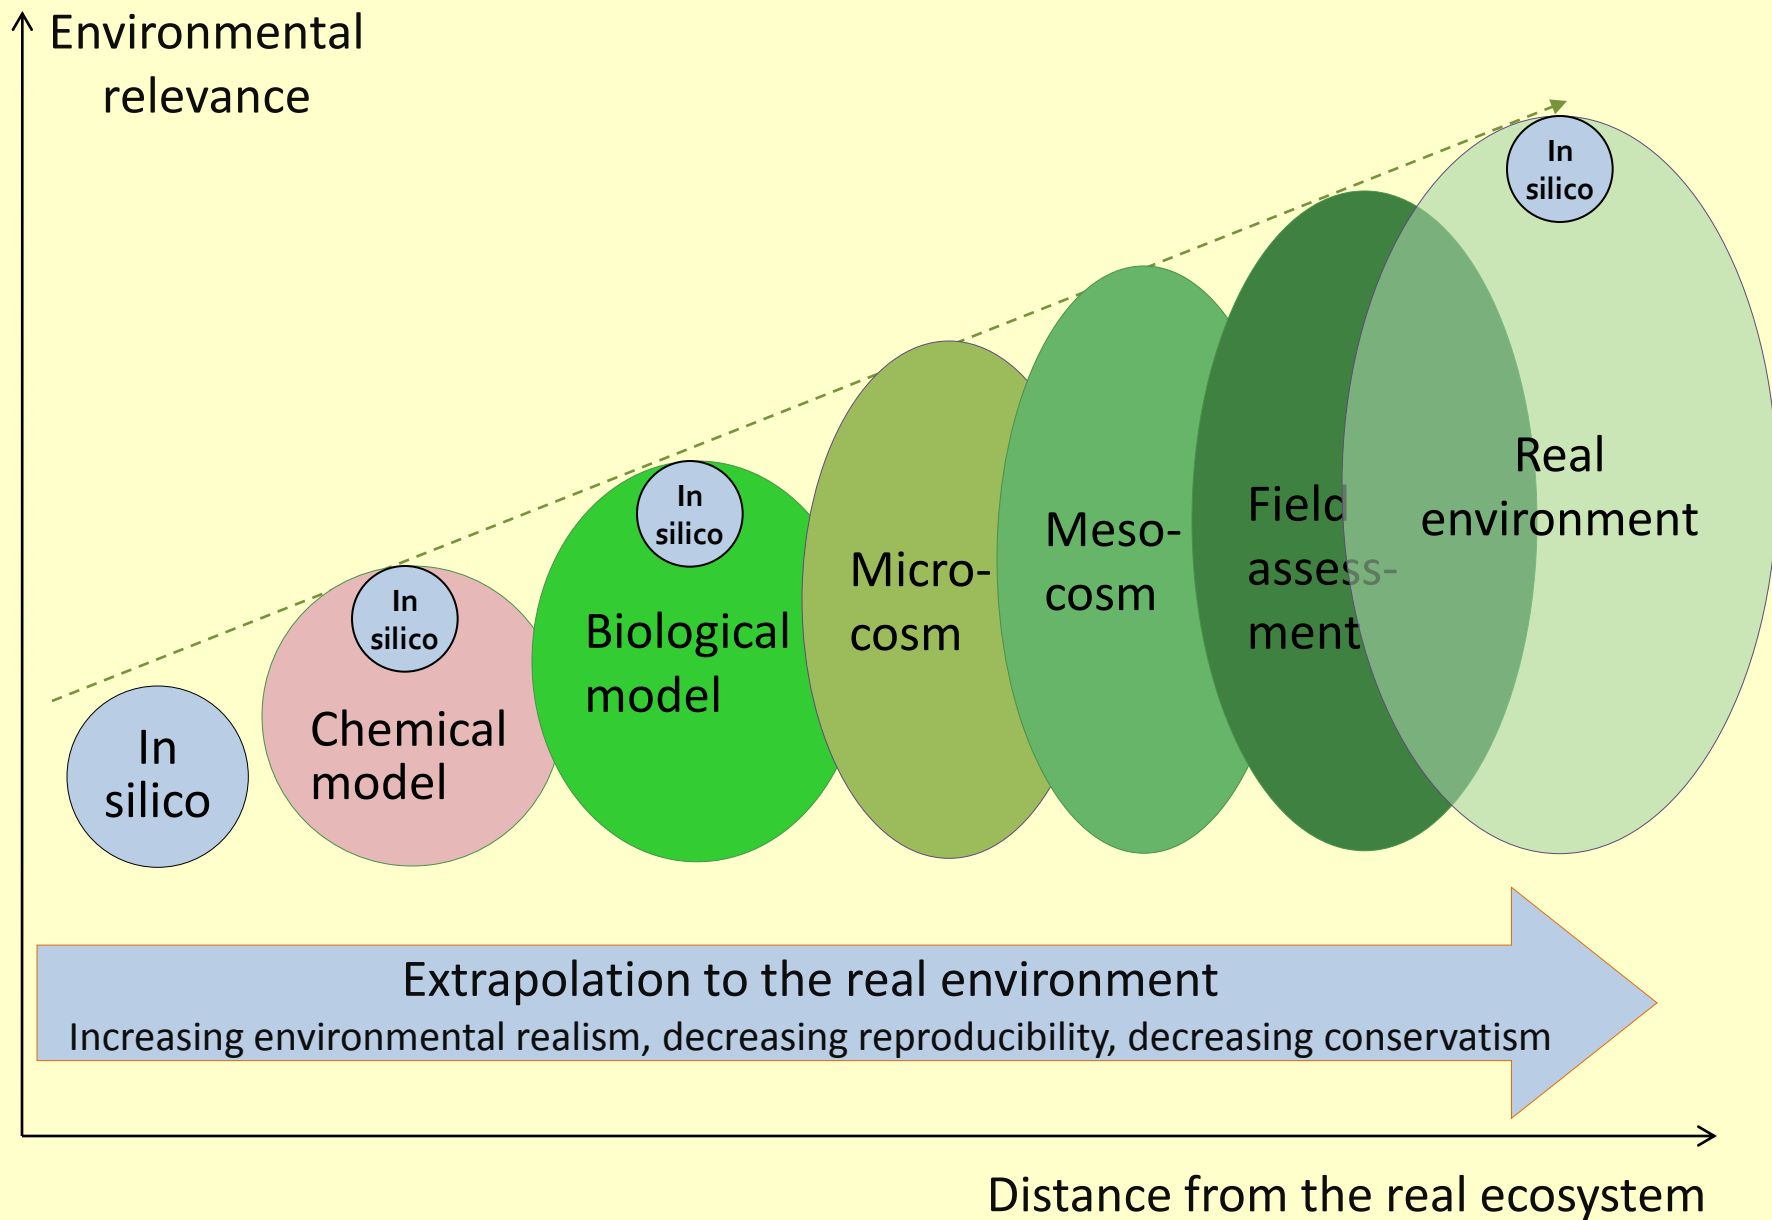 Environmental
relevance
In
silico
In
silico
Chemical
model
In
silico
Biological
model
Micro-
cosm
Meso-
cosm
Field
assess-
ment
In
silico
Real
environment
Extrapolation to the real environment
Increasing environmental realism, decreasing reproducibility, decreasing conservatism
Distance from the real ecosystem